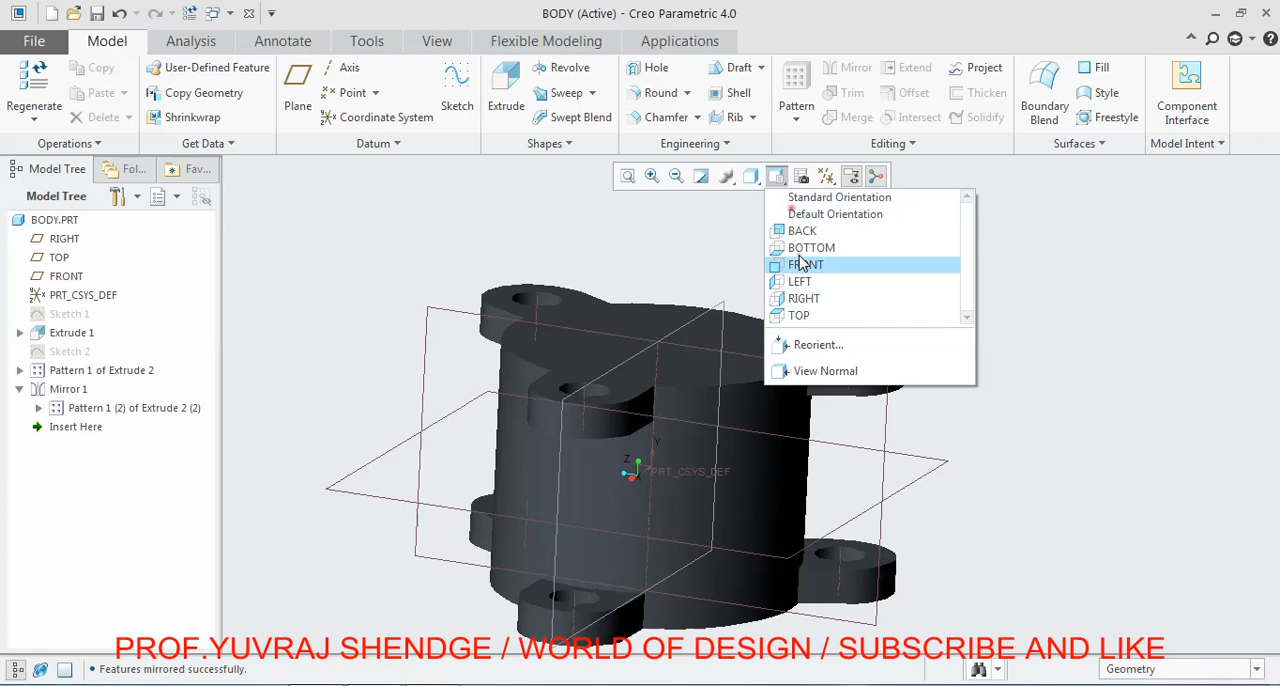 BODY (Active) - Creo Parametric 4.0
File Model Analysis Annotate Tools View Flexible Modeling Applications
Regenerate
Copy
Paste
Delete
Operations
User-Defined Feature
Copy Geometry
Shrinkwrap
Get Data
Plane
Axis
Point
Coordinate System
Sketch
Datum
Extrude
Revolve
Sweep
Swept Blend
Shapes
Hole
Round
Chamfer
Draft
Shell
Rib
Engineering
Pattern
Mirror
Trim
Merge
Extend
Offset
Intersect
Project
Thicken
Solidify
Editing
Boundary
Blend
Fill
Style
Freestyle
Surfaces
Component
Interface
Model Intent
Model Tree Fol... Fav...
Model Tree
BODY.PRT
RIGHT
TOP
FRONT
PRT_CSYS_DEF
Sketch 1
Extrude 1
Sketch 2
Pattern 1 of Extrude 2
Mirror 1
Pattern 1 (2) of Extrude 2 (2)
Insert Here
Standard Orientation
Default Orientation
BACK
BOTTOM
FRONT
LEFT
RIGHT
TOP
Reorient...
View Normal
Y
Z
PRT_CSYS_DEF
PROF.YUVRAJ SHENDGE / WORLD OF DESIGN / SUBSCRIBE AND LIKE
• Features mirrored successfully.
Geometry